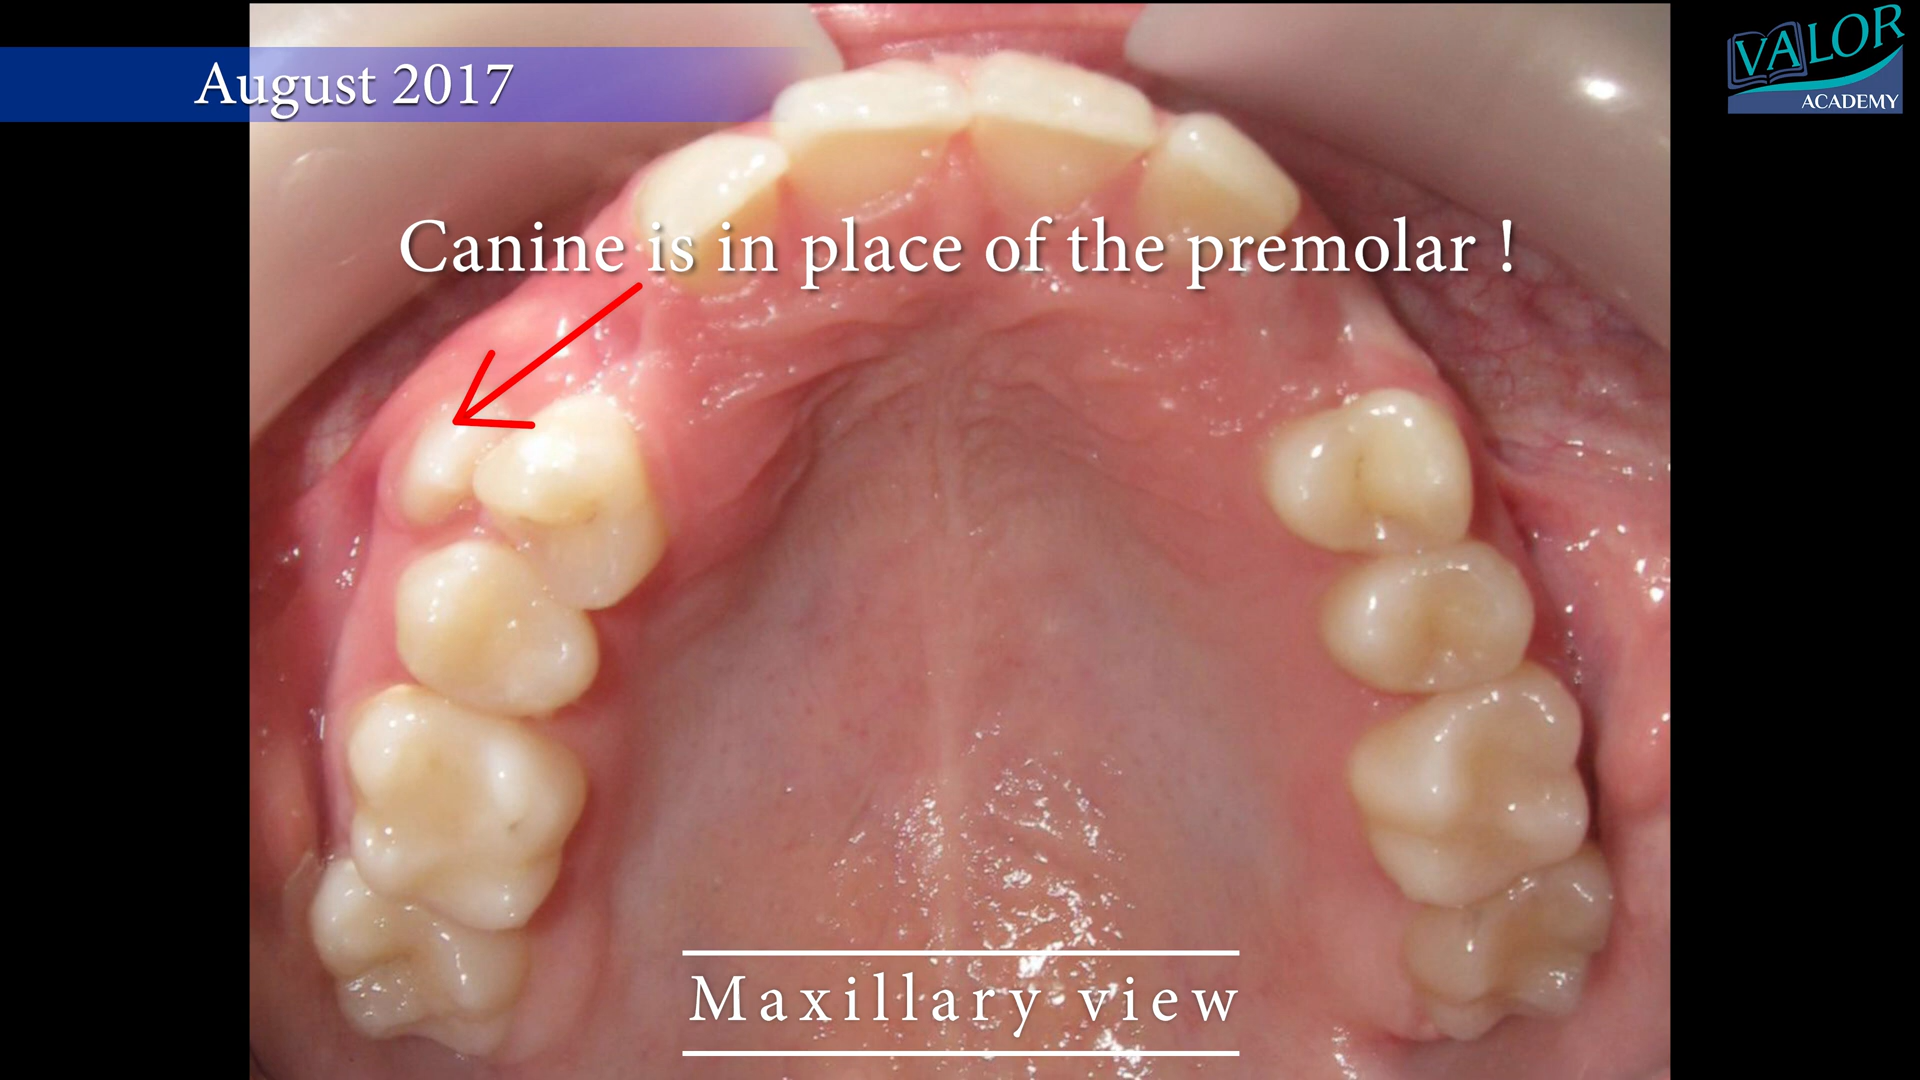 August 2017
VALOR
ACADEMY
Canine is in place of the premolar !
Maxillary view